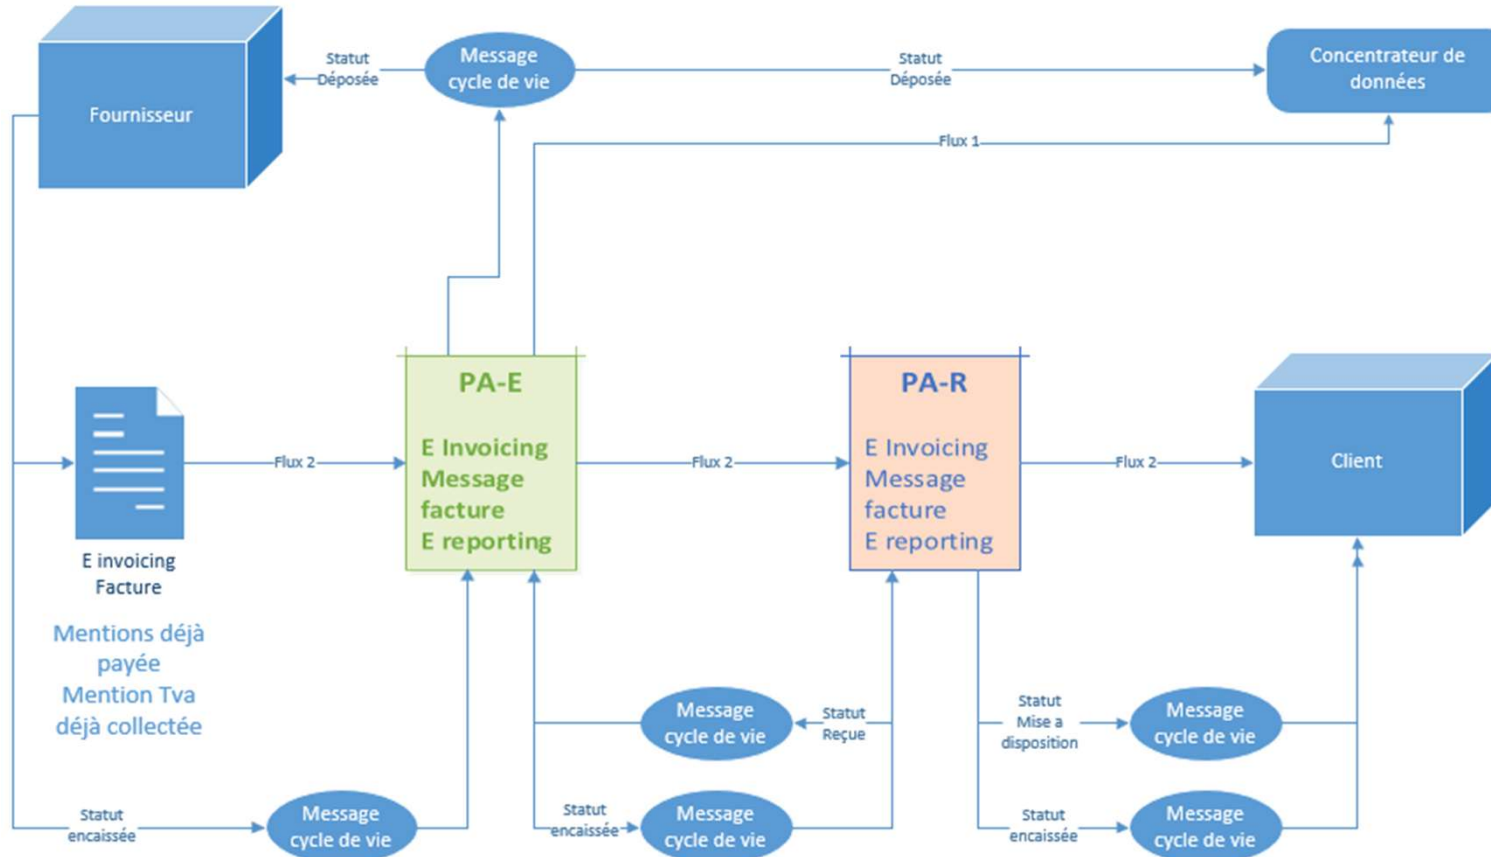 Fournisseur
Statut
Déposée
Message
cycle de vie
Statut
Déposée
Concentrateur de
données
Flux 1
E invoicing
Facture
Mentions déjà
payée
Mention Tva
déjà collectée
Flux 2
PA-E
E Invoicing
Message
facture
E reporting
Flux 2
PA-R
E Invoicing
Message
facture
E reporting
Flux 2
Client
Message
cycle de vie
Statut
Reçue
Statut
Mise a
disposition
Message
cycle de vie
Statut
encaissée
Message
cycle de vie
Statut
encaissée
Message
cycle de vie
Statut
encaissée
Message
cycle de vie